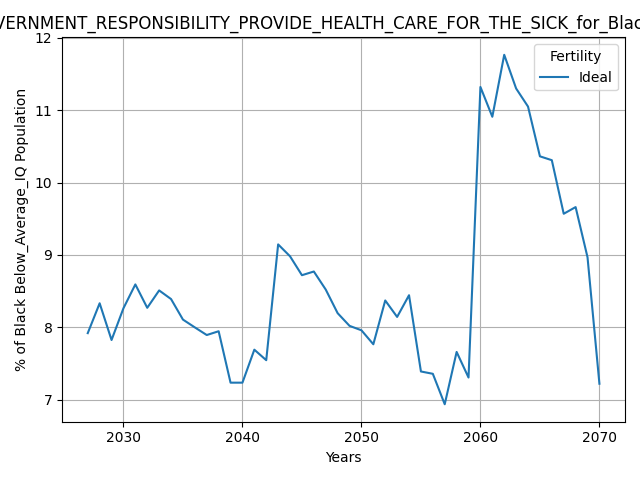 VERNMENT_RESPONSIBILITY_PROVIDE_HEALTH_CARE_FOR_THE_SICK_for_Blac
12
11
10
9
8
7
% of Black Below_Average_IQ Population
Fertility
Ideal
2030 2040 2050 2060 2070
Years